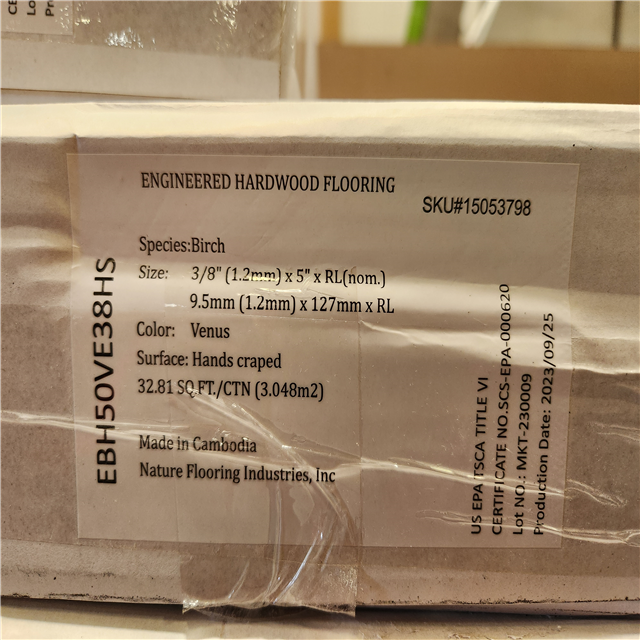 ENGINEERED HARDWOOD FLOORING
SKU#15053798
Species:Birch
Size: 3/8" (1.2mm) x 5" x RL(nom.)
9.5mm (1.2mm) x 127mm x RL
Color: Venus
Surface: Hands craped
32.81 SQ.FT./CTN (3.048m2)
Made in Cambodia
Nature Flooring Industries, Inc
EBH50VE38HS
US EPA TSCA TITLE VI
CERTIFICATE NO.SCS-EPA-000620
Lot NO.: MKT-230009
Production Date: 2023/09/25